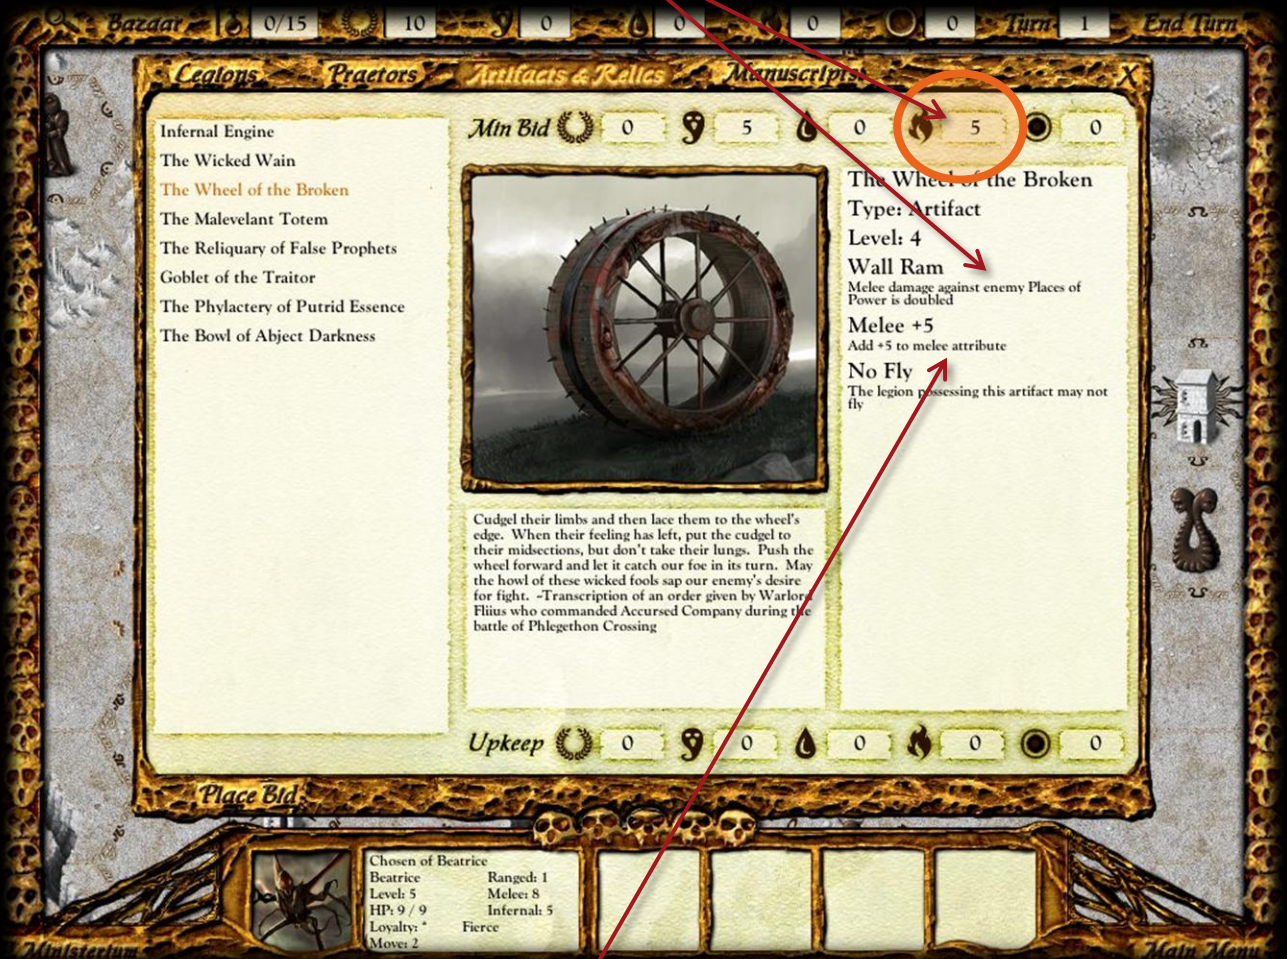 Bazaar 0/15 10 0 0 0 0 Turn 1 End Turn
Legions Praetors Artifacts & Relics Manuscripts X
Min Bid 0 5 0 5 0
Infernal Engine
The Wicked Wain
The Wheel of the Broken
The Malevelant Totem
The Reliquary of False Prophets
Goblet of the Traitor
The Phylactery of Putrid Essence
The Bowl of Abject Darkness
The Wheel of the Broken
Type: Artifact
Level: 4
Wall Ram
Melee damage against enemy Places of
Power is doubled
Melee +5
Add +5 to melee attribute
No Fly
The legion possessing this artifact may not
fly
Cudgel their limbs and then lace them to the wheel's
edge. When their feeling has left, put the cudgel to
their midsections, but don't take their lungs. Push the
wheel forward and let it catch our foe in its turn. May
the howl of these wicked fools sap our enemy's desire
for fight. -Transcription of an order given by Warlord
Fliius who commanded Accursed Company during the
battle of Phlegethon Crossing
Upkeep 0 0 0 0 0
Place Bid
Chosen of Beatrice
Beatrice Ranged: 1
Level: 5 Melee: 8
HP: 9 / 9 Infernal: 5
Loyalty: * Fierce
Move: 2
Ministerium Main Menu